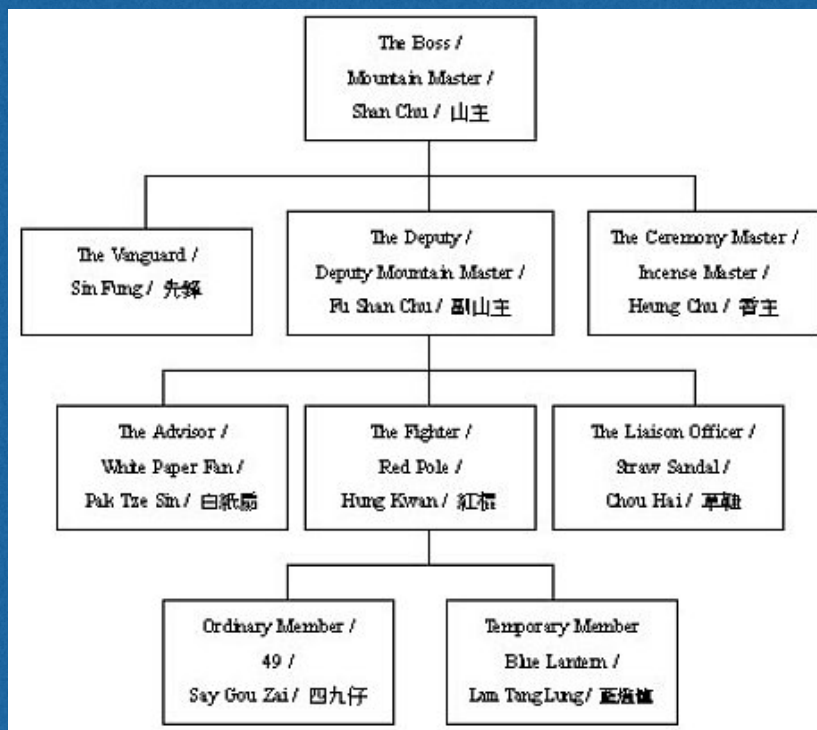 The Boss /
Mountain Master /
Shan Chu / 山主
The Vanguard /
Sin Fung / 先鋒
The Deputy /
Deputy Mountain Master /
Fu Shan Chu / 副山主
The Ceremony Master /
Incense Master /
Heung Chu / 香主
The Advisor /
White Paper Fan /
Pak Tze Sin / 白紙扇
The Fighter /
Red Pole /
Hung Kwan / 紅棍
The Liaison Officer /
Straw Sandal /
Chou Hai / 草鞋
Ordinary Member /
49 /
Say Gou Zai / 四九仔
Temporary Member
Blue Lantern /
Lam Tang Lung /